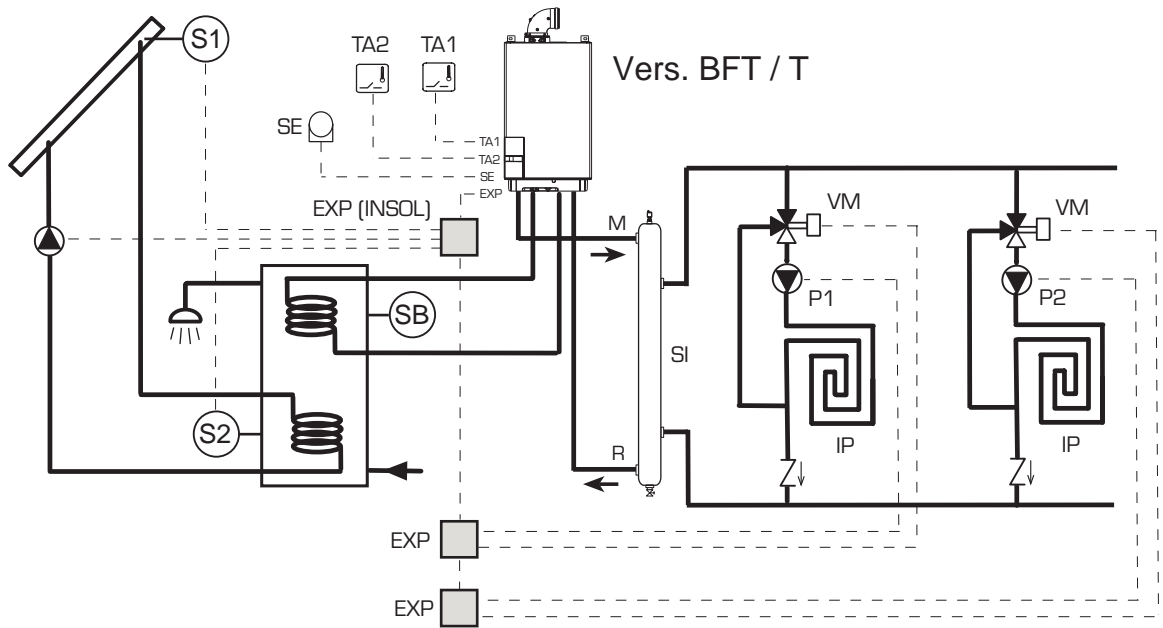 S1
TA2 TA1
Vers. BFT / T
SE
TA1
TA2
SE
EXP
EXP (INSOL)
M
VM
VM
P1
P2
SB
SI
S2
R
IP
IP
EXP
EXP